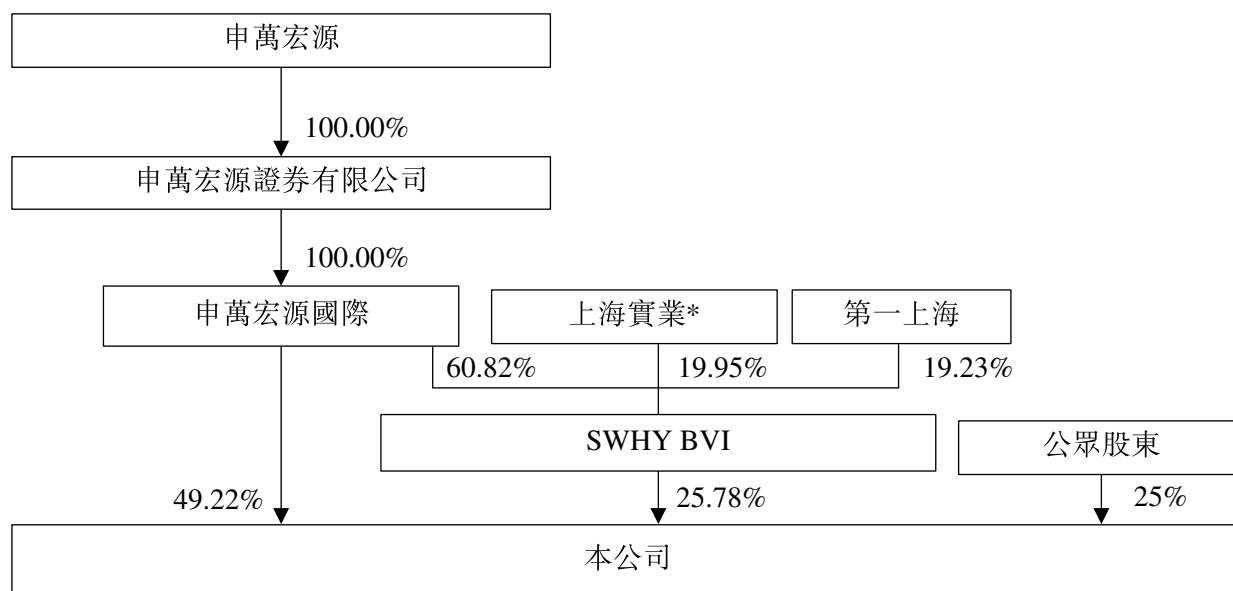 申萬宏源
100.00%
申萬宏源證券有限公司
100.00%
申萬宏源國際
上海實業*
第一上海
60.82%
19.95%
19.23%
SWHY BVI
公眾股東
49.22%
25.78%
25%
本公司